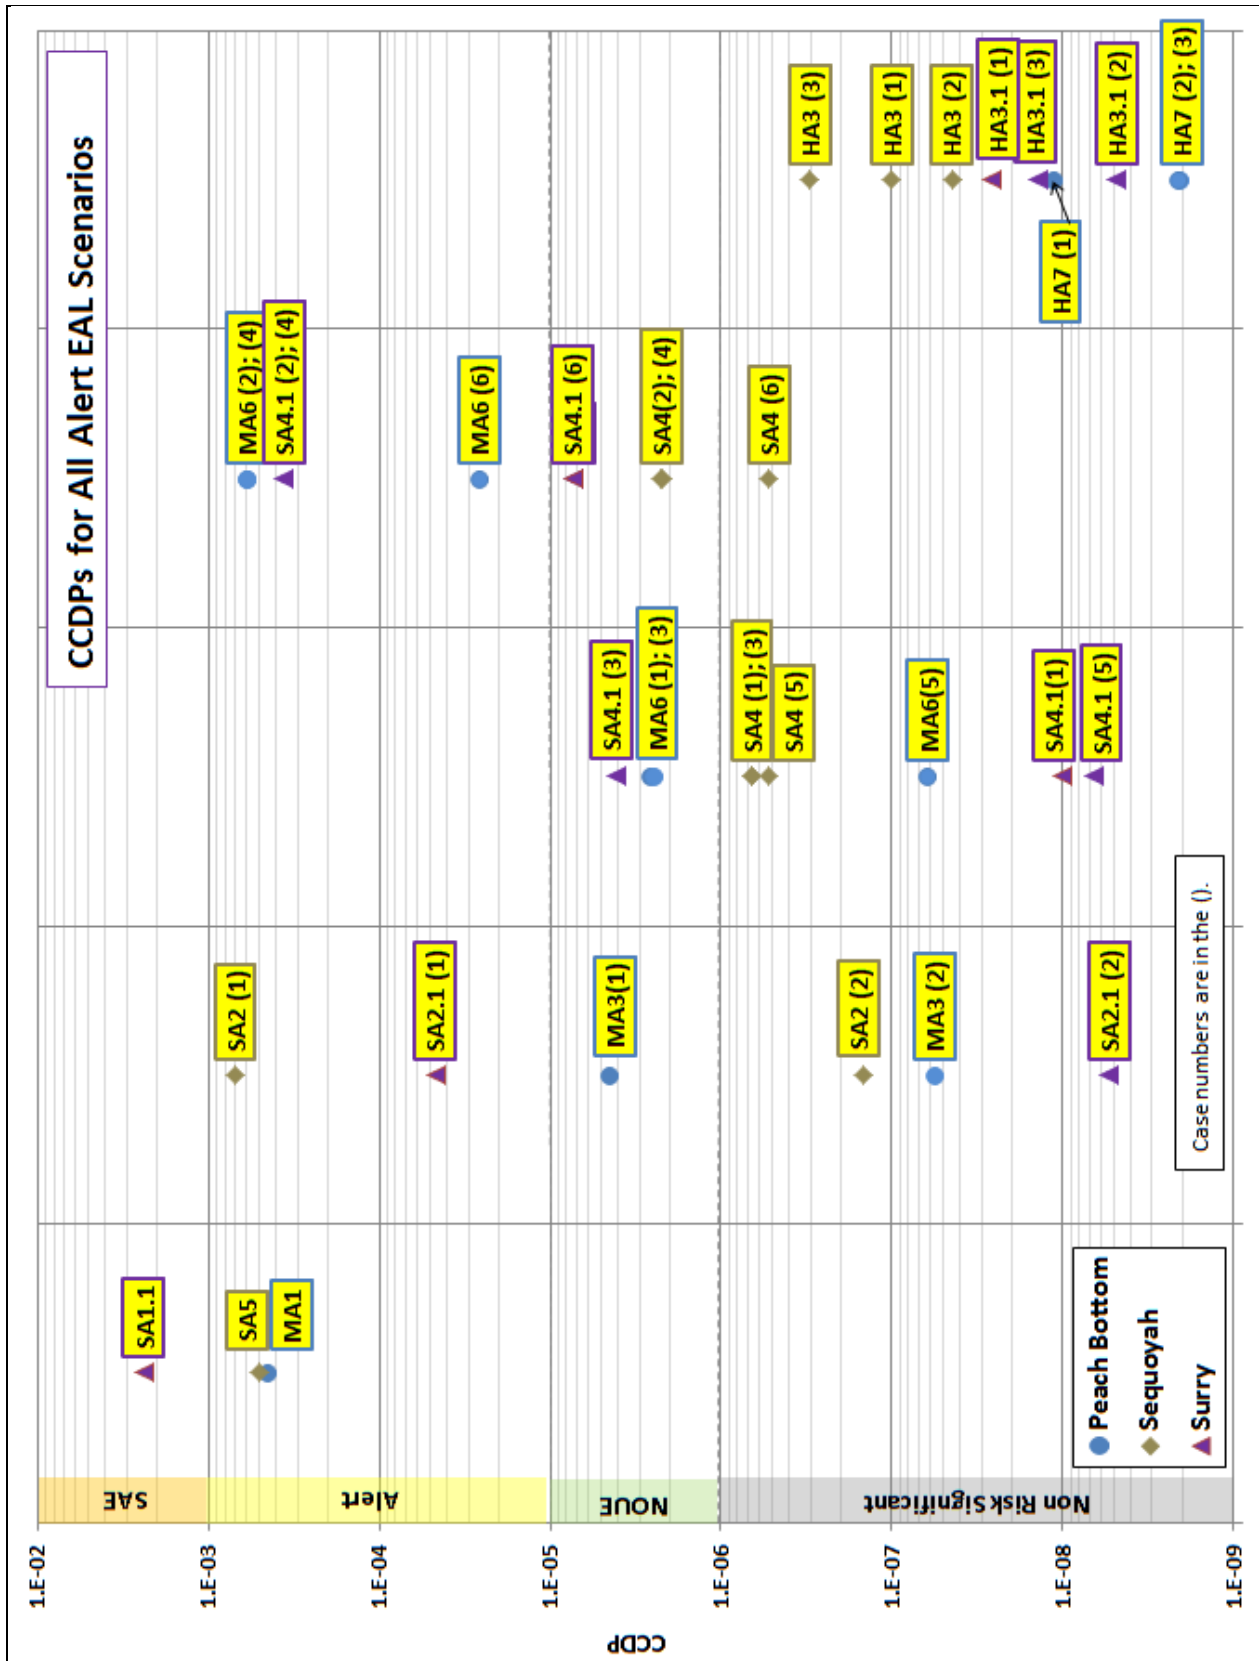 CCDPs for All Alert EAL Scenarios
CCDP
1.E-02
1.E-03
1.E-04
1.E-05
1.E-06
1.E-07
1.E-08
1.E-09
SAE
Alert
NOUE
Non Risk Significant
SA1.1
SA5
MA1
SA2 (1)
SA2.1 (1)
MA3(1)
SA2 (2)
MA3 (2)
SA2.1 (2)
SA4.1 (3)
MA6 (1); (3)
SA4 (1); (3)
SA4 (5)
MA6(5)
SA4.1(1)
SA4.1 (5)
MA6 (2); (4)
SA4.1 (2); (4)
MA6 (6)
SA4.1 (6)
SA4(2); (4)
SA4 (6)
HA3 (3)
HA3 (1)
HA3 (2)
HA3.1 (1)
HA3.1 (3)
HA7 (1)
HA3.1 (2)
HA7 (2); (3)
Peach Bottom
Sequoyah
Surry
Case numbers are in the ().